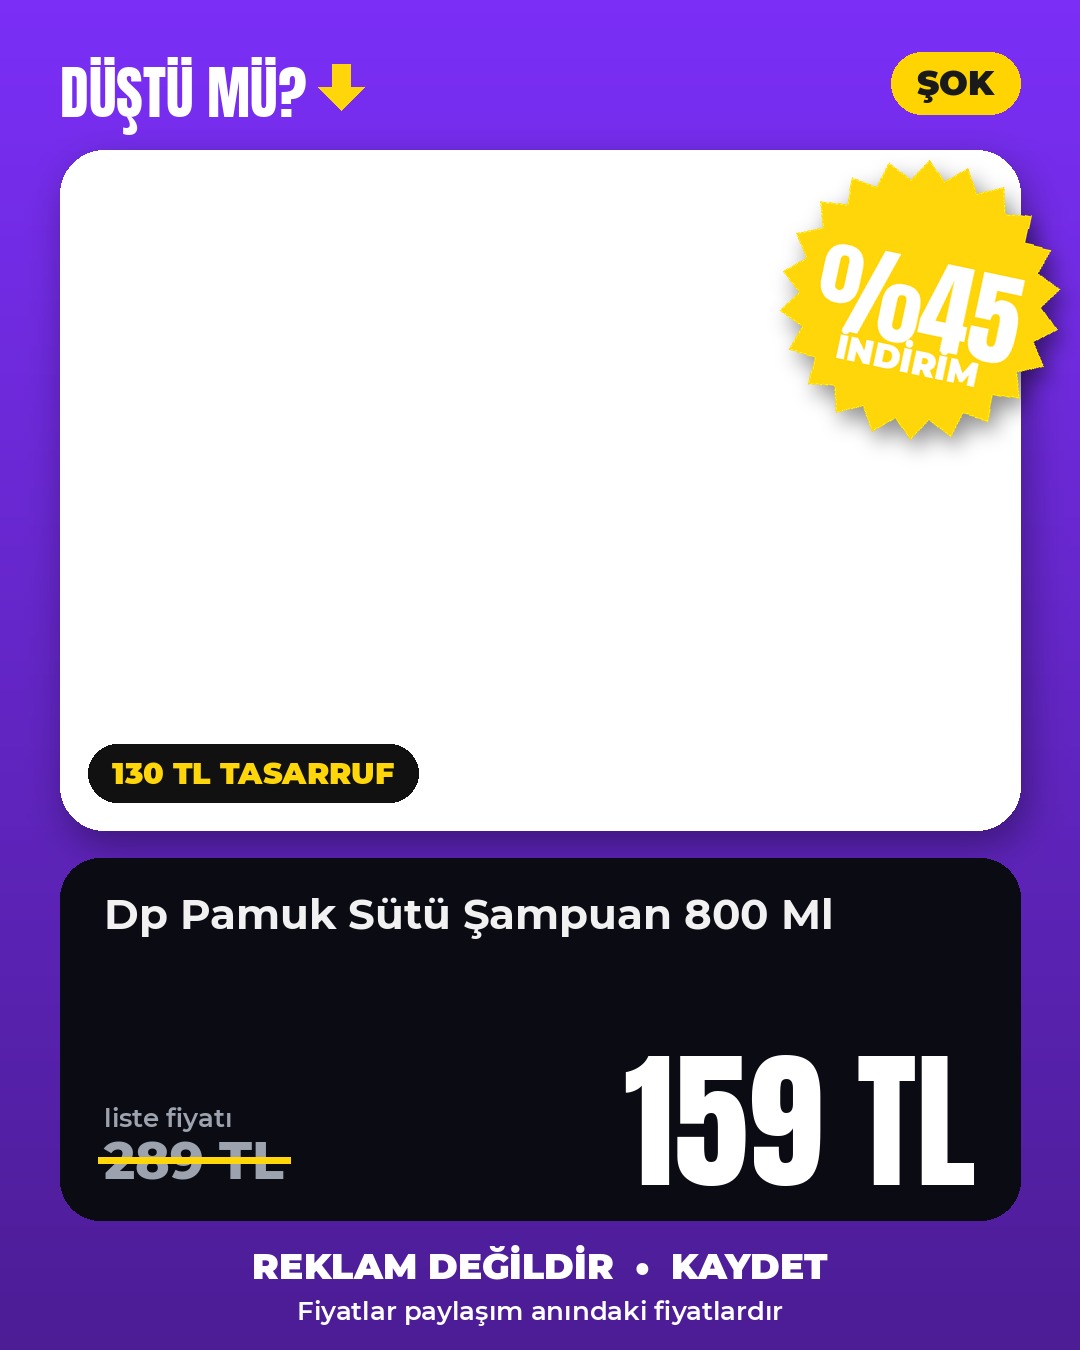 DÜŞTÜ MÜ?
ŞOK
%45
İNDİRİM
130 TL TASARRUF
Dp Pamuk Sütü Şampuan 800 Ml
liste fiyatı
289 TL
159 TL
REKLAM DEĞİLDİR • KAYDET
Fiyatlar paylaşım anındaki fiyatlardır